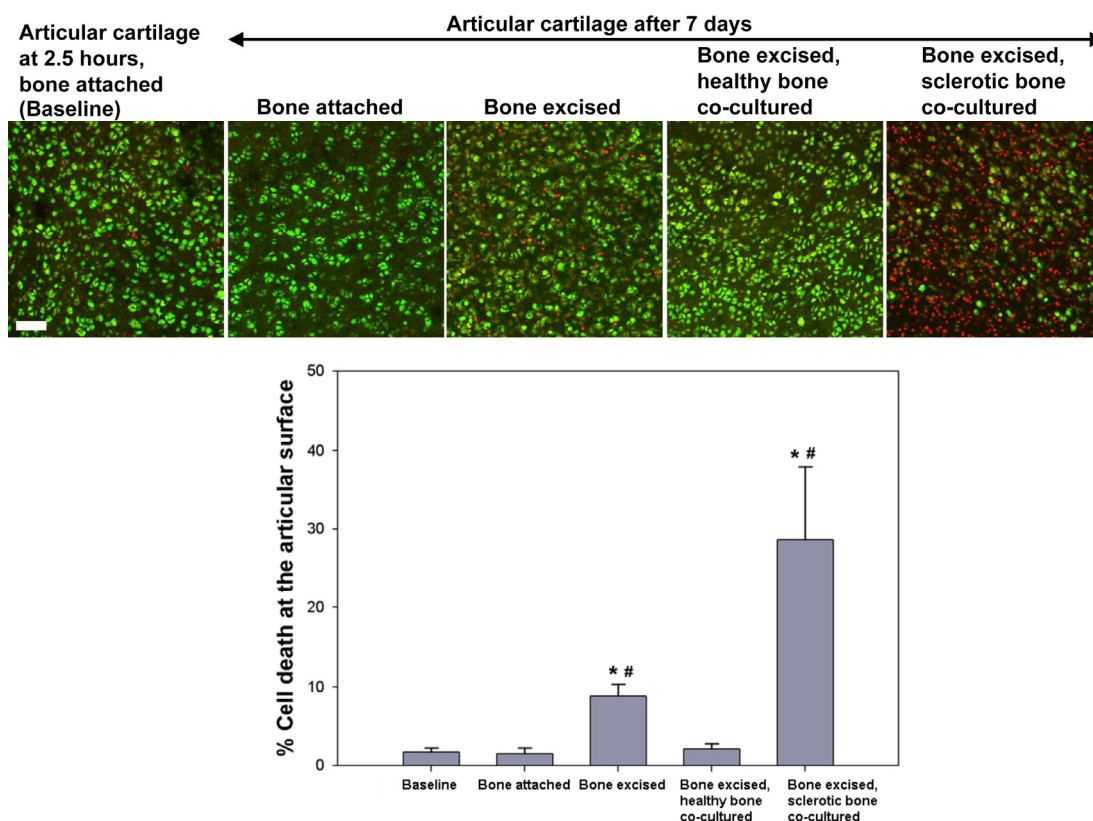 Articular cartilage after 7 days
Articular cartilage
at 2.5 hours,
bone attached
(Baseline)
Bone attached
Bone excised
Bone excised,
healthy bone
co-cultured
Bone excised,
sclerotic bone
co-cultured
% Cell death at the articular surface
50
40
30
20
10
0
* #
* #
Baseline
Bone attached
Bone excised
Bone excised,
healthy bone
co-cultured
Bone excised,
sclerotic bone
co-cultured